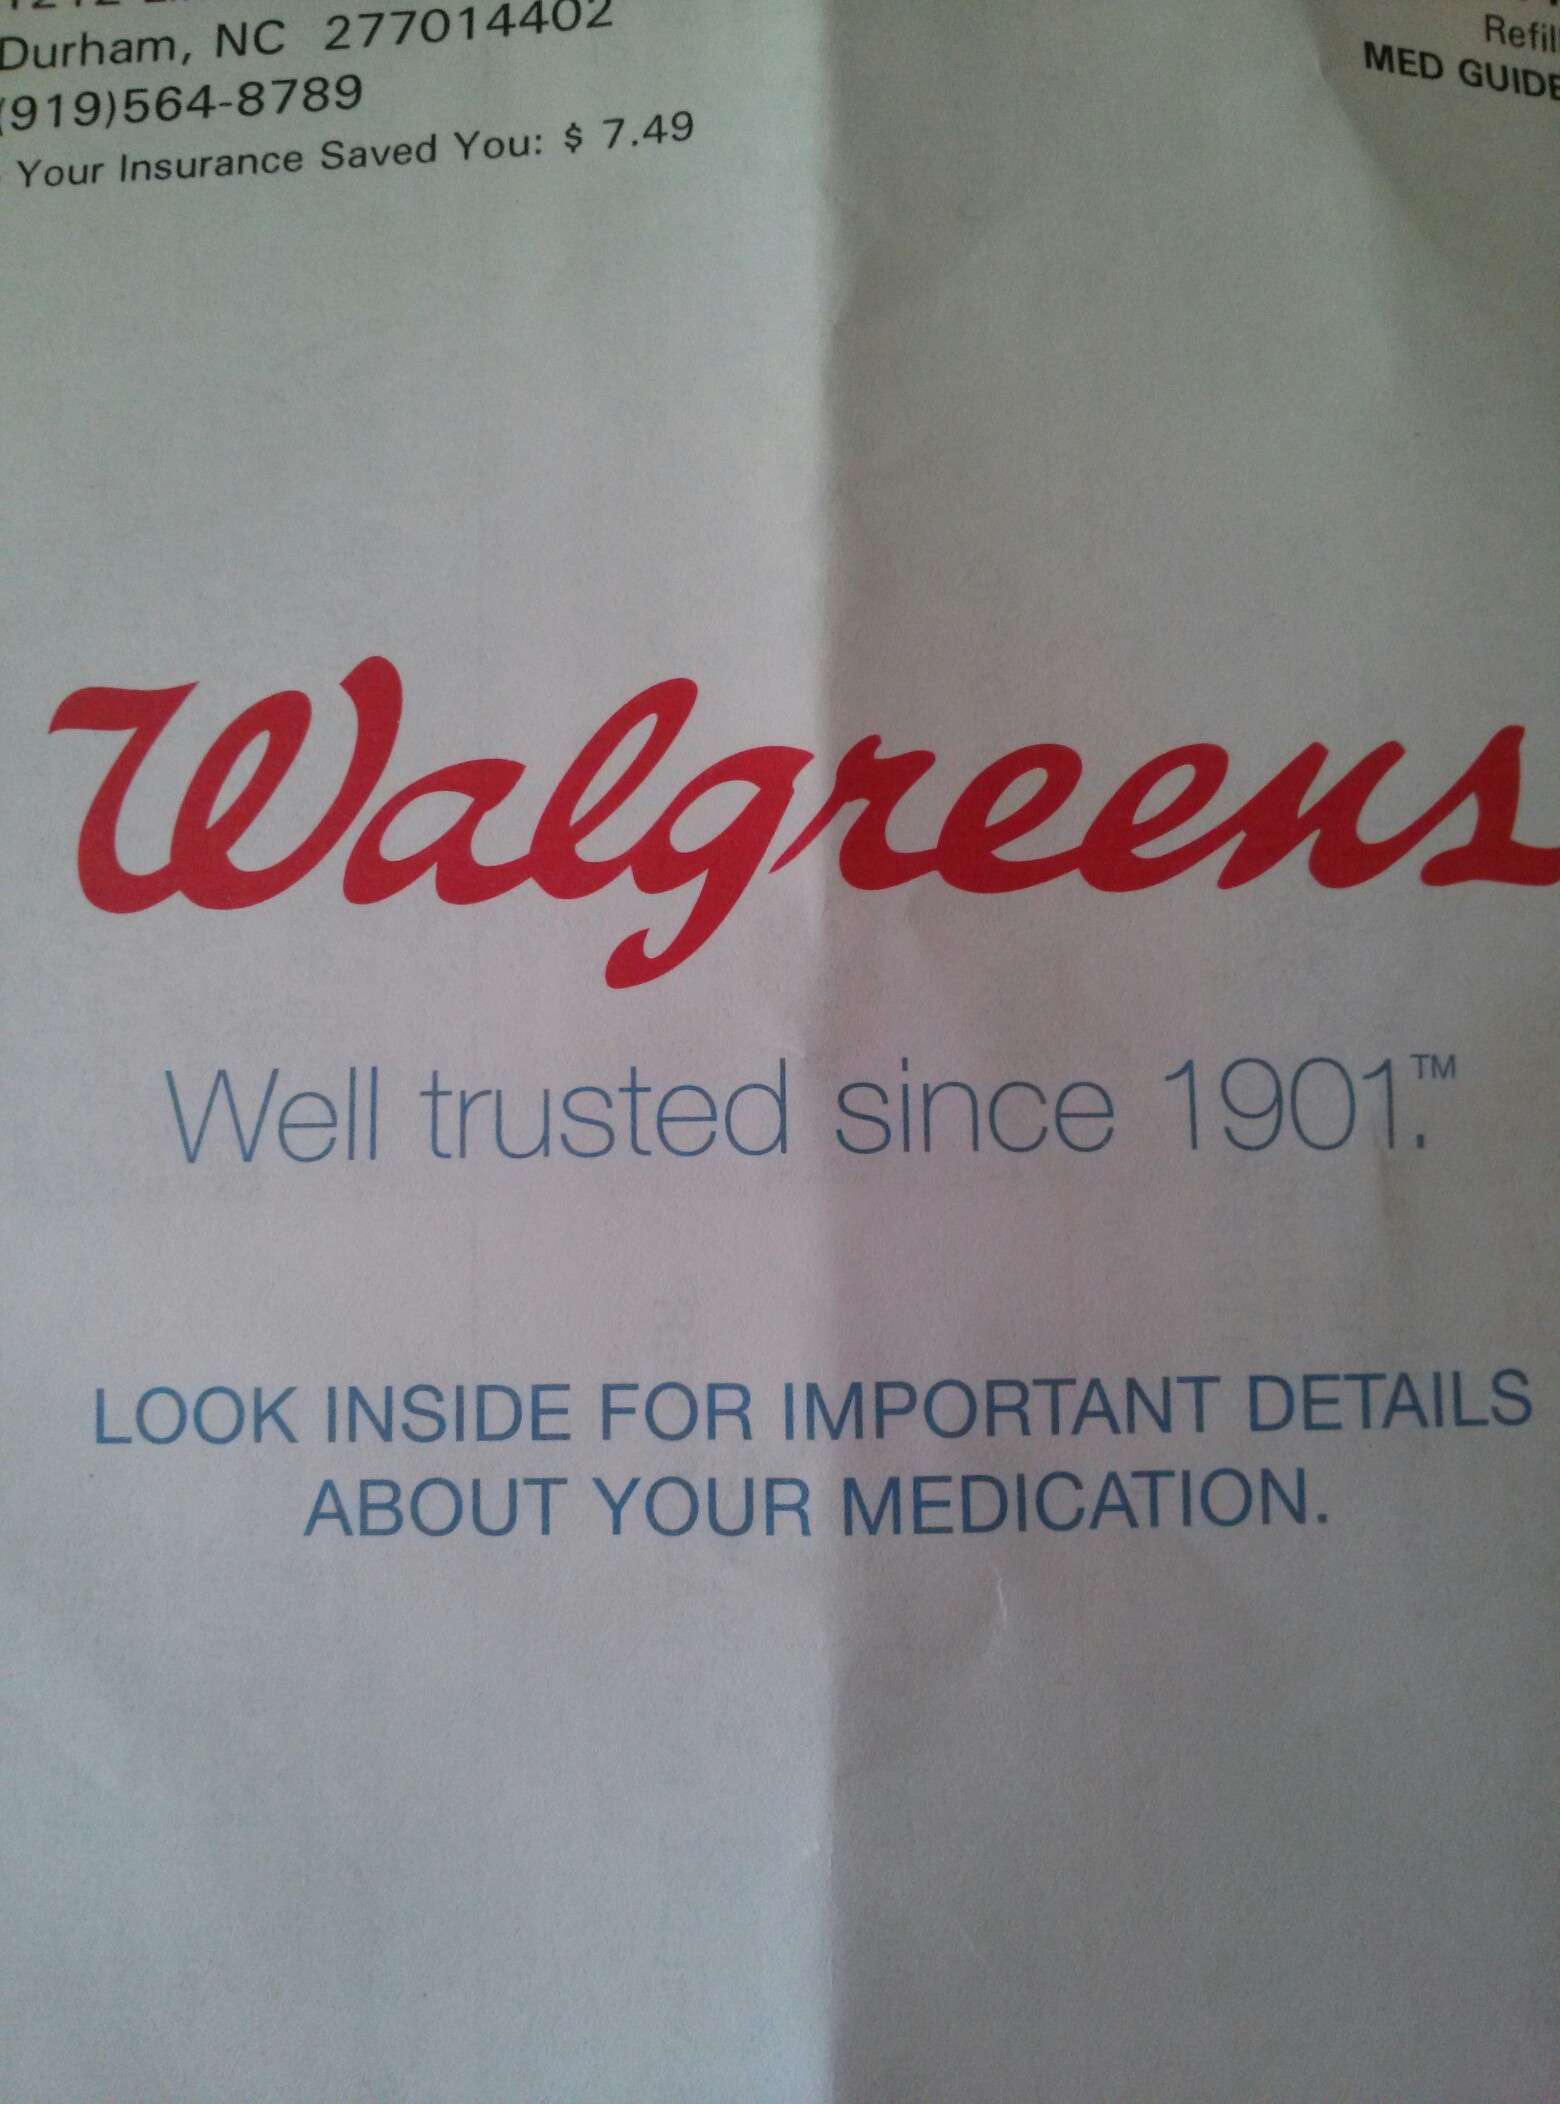 Durham, NC 277014402
(919)564-8789
Your Insurance Saved You: $ 7.49
Refill
MED GUIDE
Walgreens
Well trusted since 1901.™
LOOK INSIDE FOR IMPORTANT DETAILS
ABOUT YOUR MEDICATION.